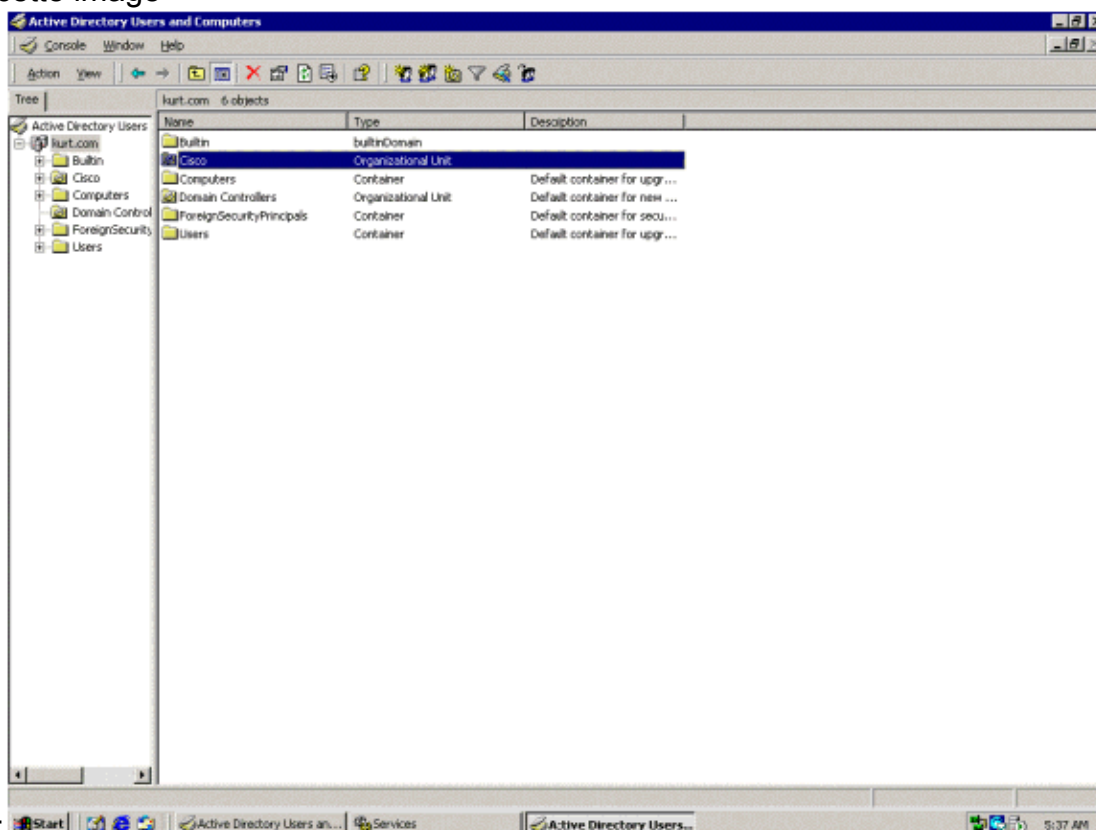 cette image
Active Directory Users and Computers
Console Window Help
Action View
Tree
kurt.com 6 objects
Active Directory Users
kurt.com
Builtin
Cisco
Computers
Domain Control
ForeignSecurity
Users
Name Type Description
Builtin builtinDomain
Cisco Organizational Unit
Computers Container Default container for upgr...
Domain Controllers Organizational Unit Default container for new ...
ForeignSecurityPrincipals Container Default container for secu...
Users Container Default container for upgr...
Start Active Directory Users an... Services Active Directory Users... 5:37 AM